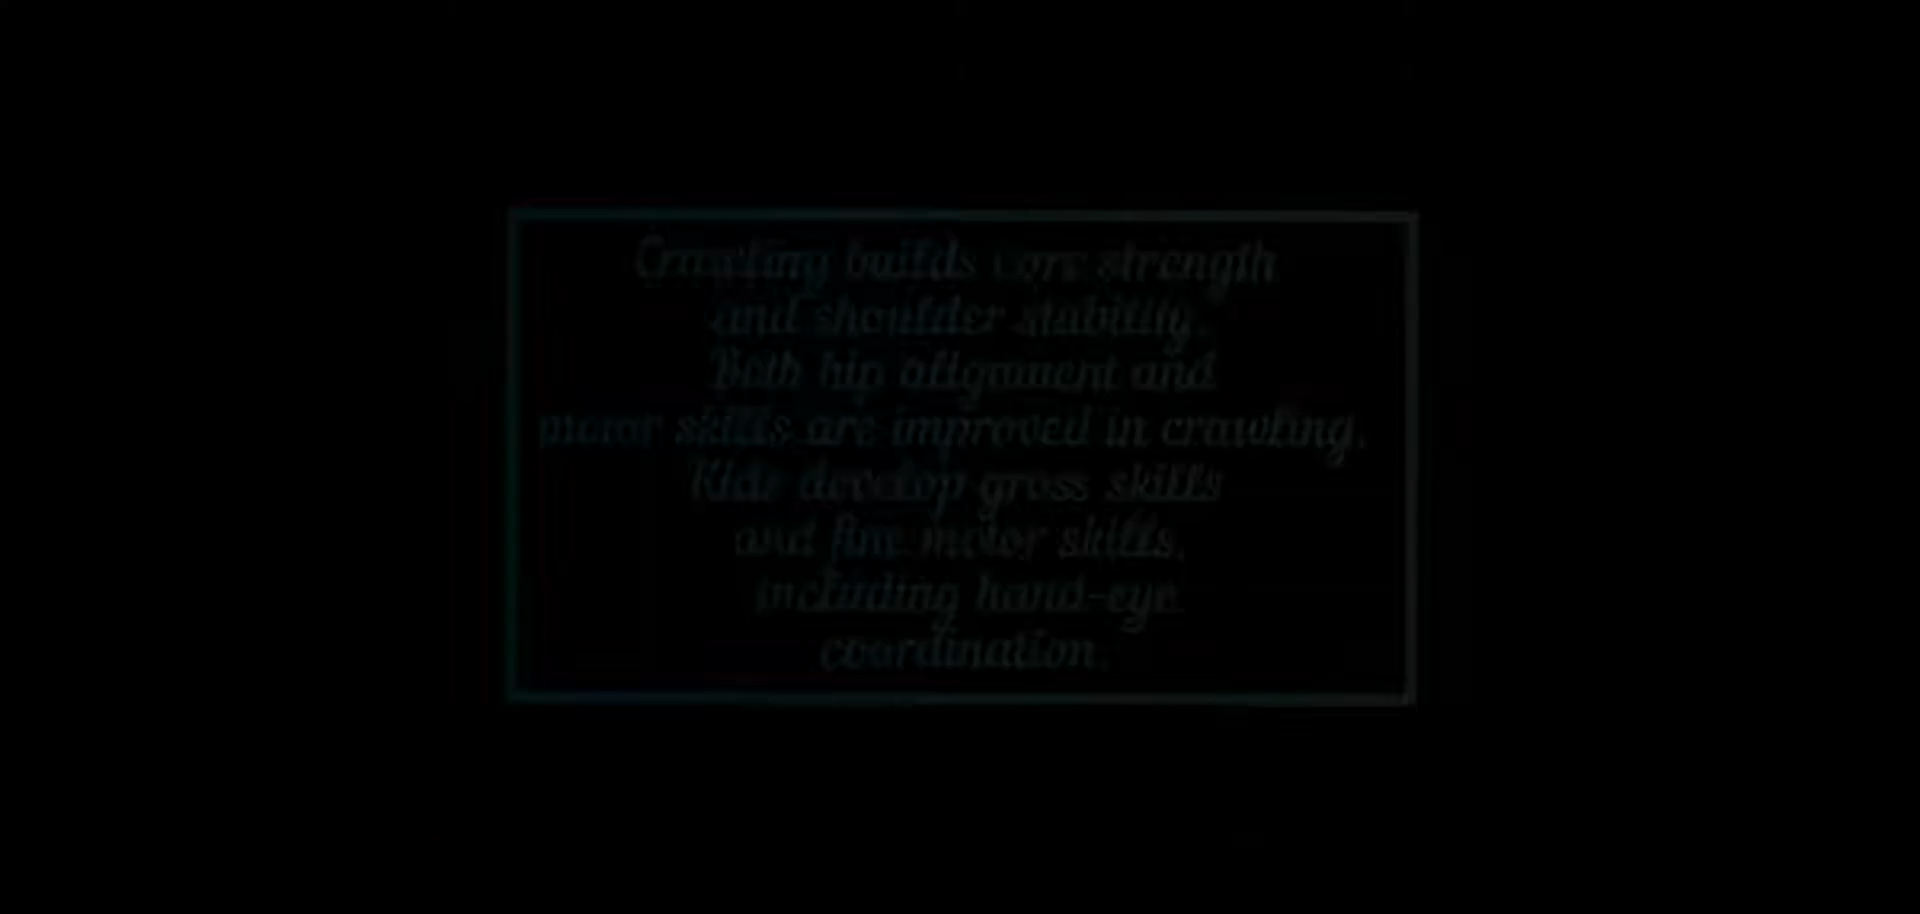 Crawling builds core strength
and shoulder stability.
Both hip alignment and
motor skills are improved in crawling.
Kids develop gross skills
and fine motor skills,
including hand-eye
coordination.